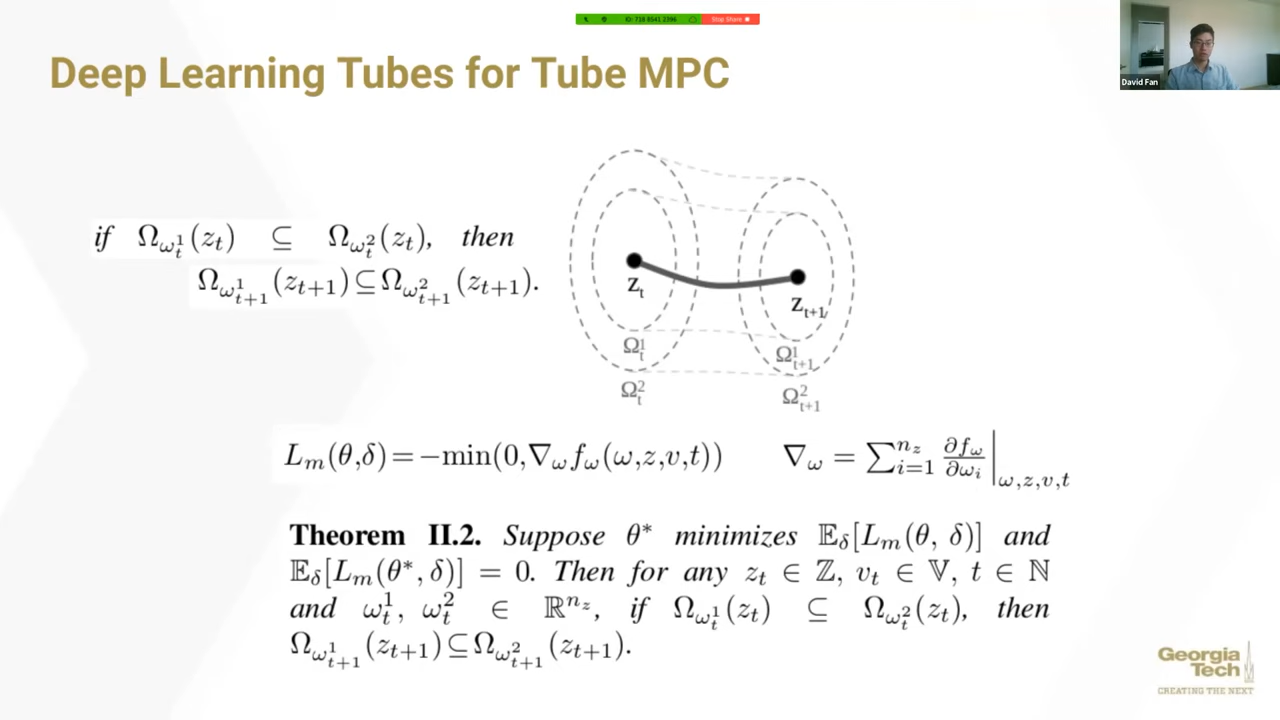 ID: 718 8641 2396 Stop Share
David Fan
Deep Learning Tubes for Tube MPC
if Ω_{ω_t^1}(z_t) ⊆ Ω_{ω_t^2}(z_t), then
Ω_{ω_{t+1}^1}(z_{t+1})⊆Ω_{ω_{t+1}^2}(z_{t+1}).
z_t
z_{t+1}
Ω_t^1
Ω_{t+1}^1
Ω_t^2
Ω_{t+1}^2
L_m(θ,δ)=−min(0,∇_ω f_ω(ω,z,v,t)) ∇_ω = ∑_{i=1}^{n_z} ∂f_ω/∂ω_i |_{ω,z,v,t}
Theorem II.2. Suppose θ* minimizes 𝔼_δ[L_m(θ, δ)] and
𝔼_δ[L_m(θ*, δ)] = 0. Then for any z_t ∈ ℤ, v_t ∈ 𝕍, t ∈ ℕ
and ω_t^1, ω_t^2 ∈ ℝ^{n_z}, if Ω_{ω_t^1}(z_t) ⊆ Ω_{ω_t^2}(z_t), then
Ω_{ω_{t+1}^1}(z_{t+1})⊆Ω_{ω_{t+1}^2}(z_{t+1}).
Georgia
Tech
CREATING THE NEXT